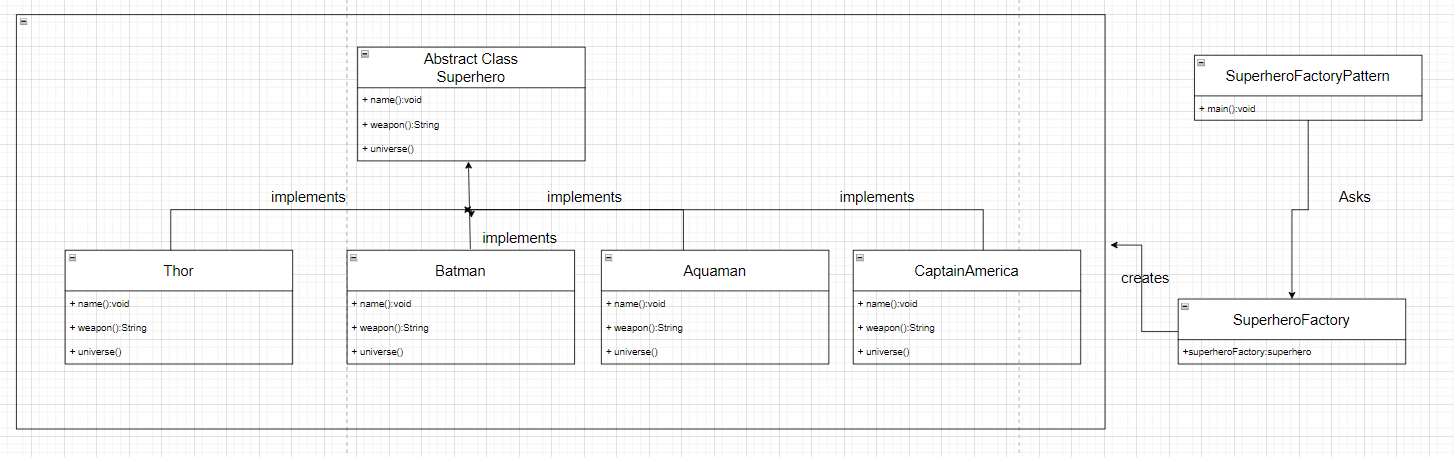 Abstract Class
Superhero
+ name():void
+ weapon():String
+ universe()
SuperheroFactoryPattern
+ main():void
implements
implements
implements
Asks
implements
Thor
+ name():void
+ weapon():String
+ universe()
Batman
+ name():void
+ weapon():String
+ universe()
Aquaman
+ name():void
+ weapon():String
+ universe()
CaptainAmerica
+ name():void
+ weapon():String
+ universe()
creates
SuperheroFactory
+superheroFactory:superhero